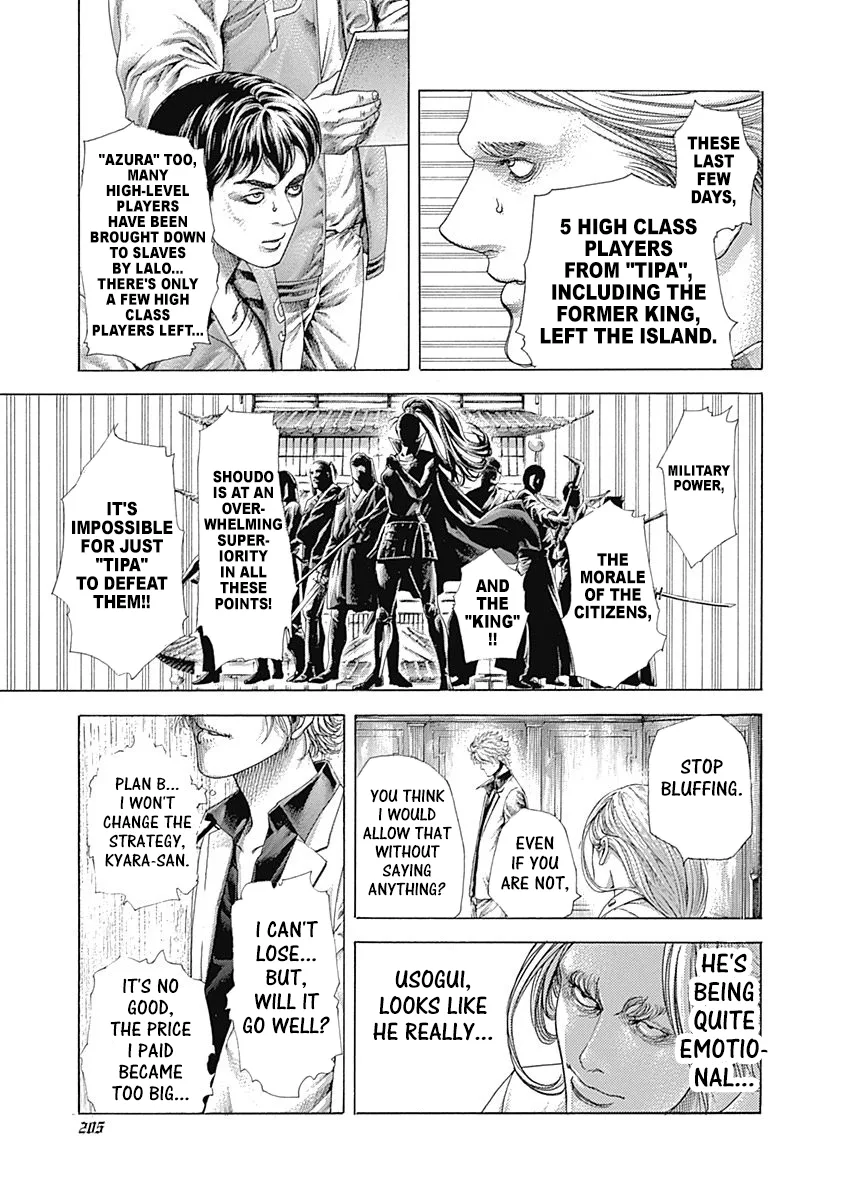 THESE
LAST
FEW
DAYS,
5 HIGH CLASS
PLAYERS
FROM "TIPA",
INCLUDING THE
FORMER KING,
LEFT THE ISLAND.
"AZURA" TOO,
MANY
HIGH-LEVEL
PLAYERS
HAVE BEEN
BROUGHT DOWN
TO SLAVES
BY LALO...
THERE'S ONLY
A FEW HIGH
CLASS
PLAYERS LEFT...
MILITARY
POWER,
THE
MORALE
OF THE
CITIZENS,
AND
THE
"KING"
!!
SHOUDO
IS AT AN
OVER-
WHELMING
SUPER-
IORITY
IN ALL
THESE
POINTS!
IT'S
IMPOSSIBLE
FOR JUST
"TIPA"
TO DEFEAT
THEM!!
STOP
BLUFFING.
EVEN
IF YOU
ARE NOT,
YOU THINK
I WOULD
ALLOW THAT
WITHOUT
SAYING
ANYTHING?
HE'S
BEING
QUITE
EMOTIO-
NAL...
USOGUI,
LOOKS LIKE
HE REALLY...
PLAN B...
I WON'T
CHANGE THE
STRATEGY,
KYARA-SAN.
I CAN'T
LOSE...
BUT,
WILL IT
GO WELL?
IT'S NO
GOOD,
THE PRICE
I PAID
BECAME
TOO BIG...
205